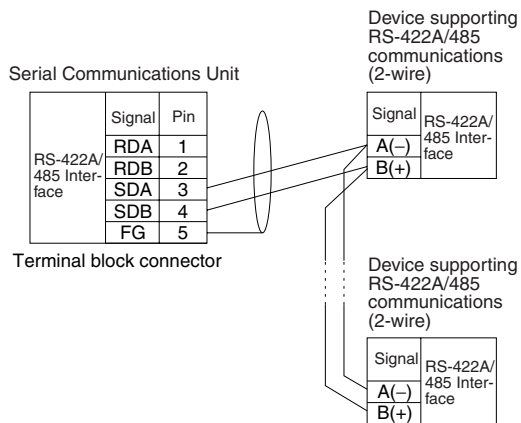 Device supporting
RS-422A/485
communications
(2-wire)
Serial Communications Unit
Signal Pin
RS-422A/
485 Inter-
face
RDA 1
RDB 2
SDA 3
SDB 4
FG 5
Terminal block connector
Signal
A(−)
B(+)
RS-422A/
485 Inter-
face
Device supporting
RS-422A/485
communications
(2-wire)
Signal
A(−)
B(+)
RS-422A/
485 Inter-
face